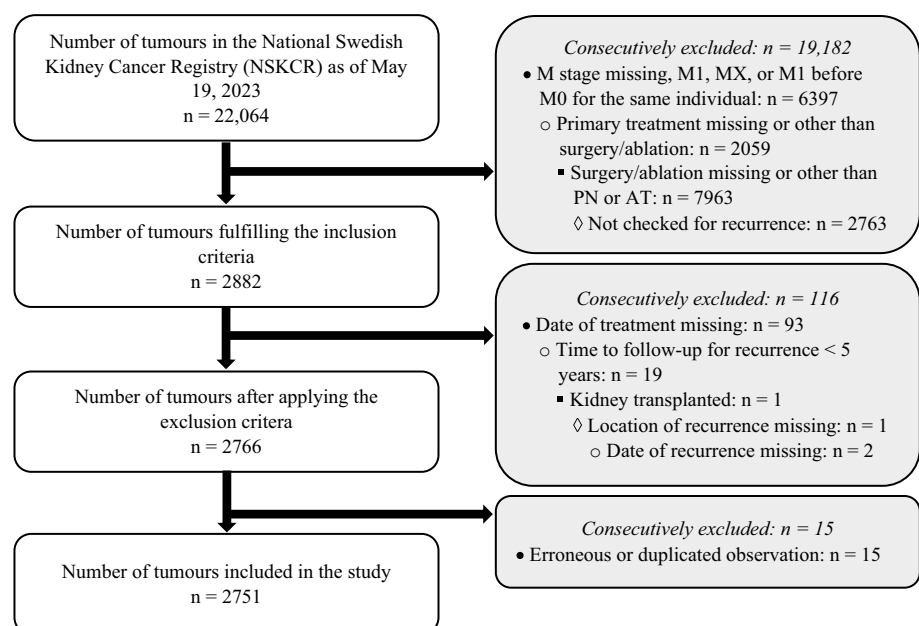 Number of tumours in the National Swedish
Kidney Cancer Registry (NSKCR) as of May
19, 2023
n = 22,064
Consecutively excluded: n = 19,182
• M stage missing, M1, MX, or M1 before
M0 for the same individual: n = 6397
○ Primary treatment missing or other than
surgery/ablation: n = 2059
▪ Surgery/ablation missing or other than
PN or AT: n = 7963
◊ Not checked for recurrence: n = 2763
Number of tumours fulfilling the inclusion
criteria
n = 2882
Consecutively excluded: n = 116
• Date of treatment missing: n = 93
○ Time to follow-up for recurrence < 5
years: n = 19
▪ Kidney transplanted: n = 1
◊ Location of recurrence missing: n = 1
○ Date of recurrence missing: n = 2
Number of tumours after applying the
exclusion critera
n = 2766
Consecutively excluded: n = 15
• Erroneous or duplicated observation: n = 15
Number of tumours included in the study
n = 2751